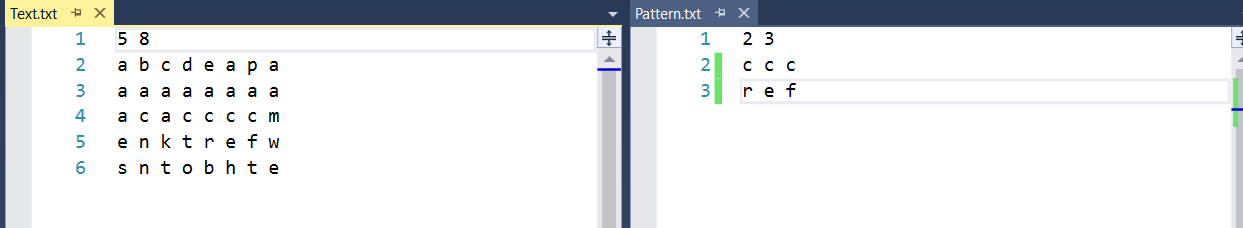 Text.txt
1 5 8
2 a b c d e a p a
3 a a a a a a a a
4 a c a c c c c m
5 e n k t r e f w
6 s n t o b h t e
Pattern.txt
1 2 3
2 c c c
3 r e f